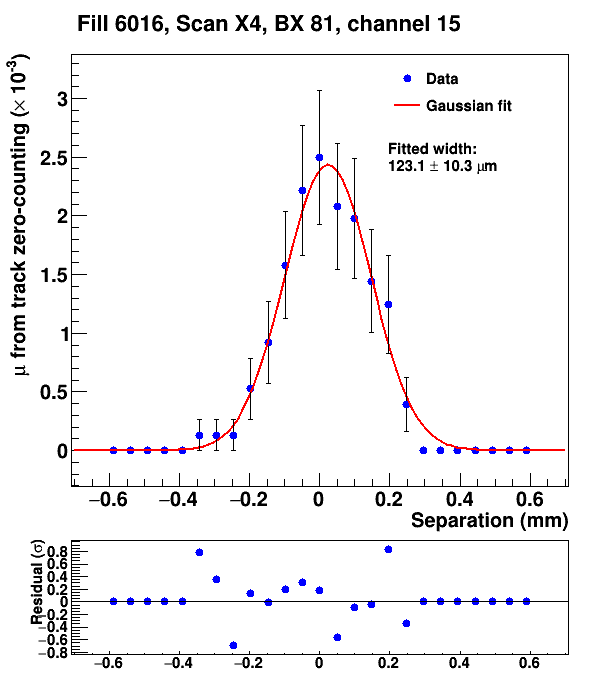 Fill 6016, Scan X4, BX 81, channel 15
μ from track zero-counting (× 10⁻³)
Data
Gaussian fit
Fitted width:
123.1 ± 10.3 μm
3
2.5
2
1.5
1
0.5
0
−0.6 −0.4 −0.2 0 0.2 0.4 0.6
Separation (mm)
Residual (σ)
0.8
0.6
0.4
0.2
0
−0.2
−0.4
−0.6
−0.8
−0.6 −0.4 −0.2 0 0.2 0.4 0.6